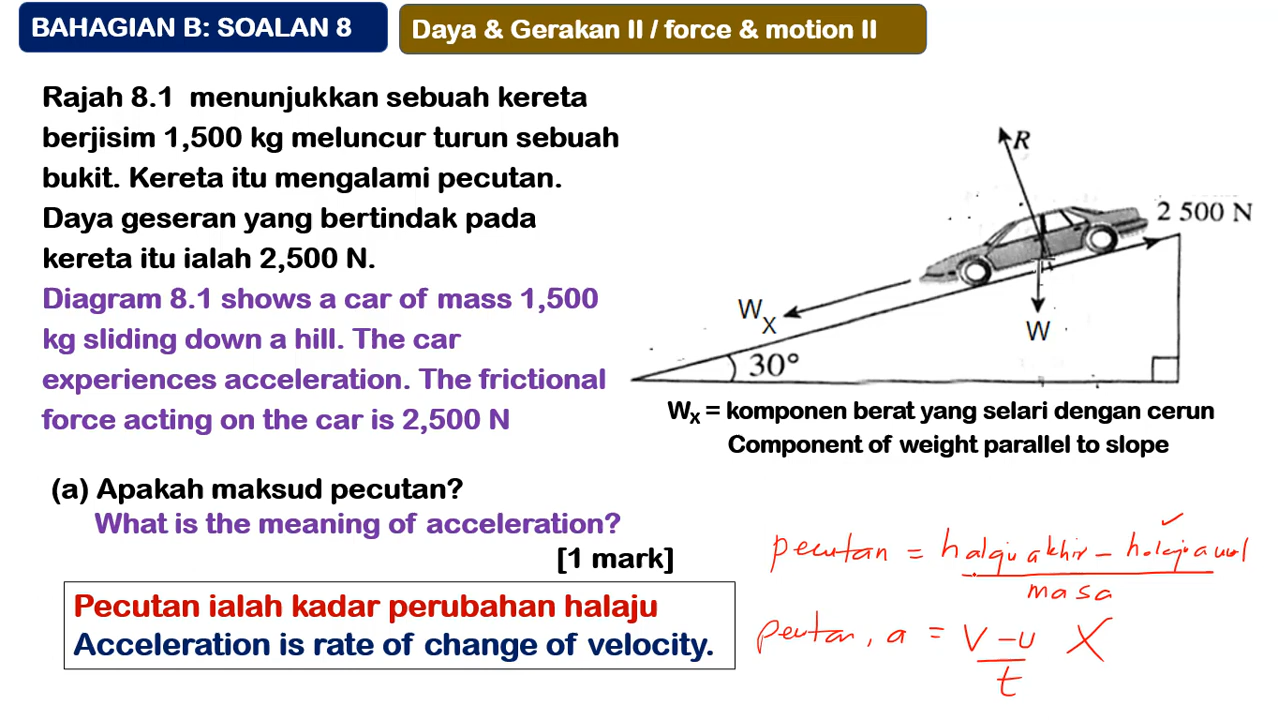 BAHAGIAN B: SOALAN 8
Daya & Gerakan II / force & motion II
Rajah 8.1 menunjukkan sebuah kereta
berjisim 1,500 kg meluncur turun sebuah
bukit. Kereta itu mengalami pecutan.
Daya geseran yang bertindak pada
kereta itu ialah 2,500 N.
Diagram 8.1 shows a car of mass 1,500
kg sliding down a hill. The car
experiences acceleration. The frictional
force acting on the car is 2,500 N
R
2 500 N
Wx
W
30°
Wx = komponen berat yang selari dengan cerun
Component of weight parallel to slope
(a) Apakah maksud pecutan?
What is the meaning of acceleration?
[1 mark]
Pecutan ialah kadar perubahan halaju
Acceleration is rate of change of velocity.
pecutan = halaju akhir – halaju awal
masa
pecutan, a = v – u X
t